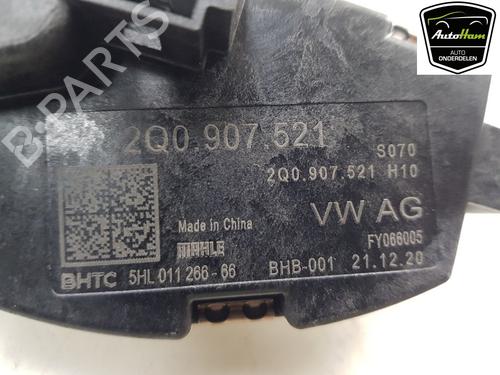 AutoHam
AUTO
ONDERDELEN
B-PARTS
2Q0.907.521
S070
2Q0.907.521 H10
Made in China
VW AG
MAHLE
FY066005
BHTC 5HL 011 266-66 BHB-001 21.12.20